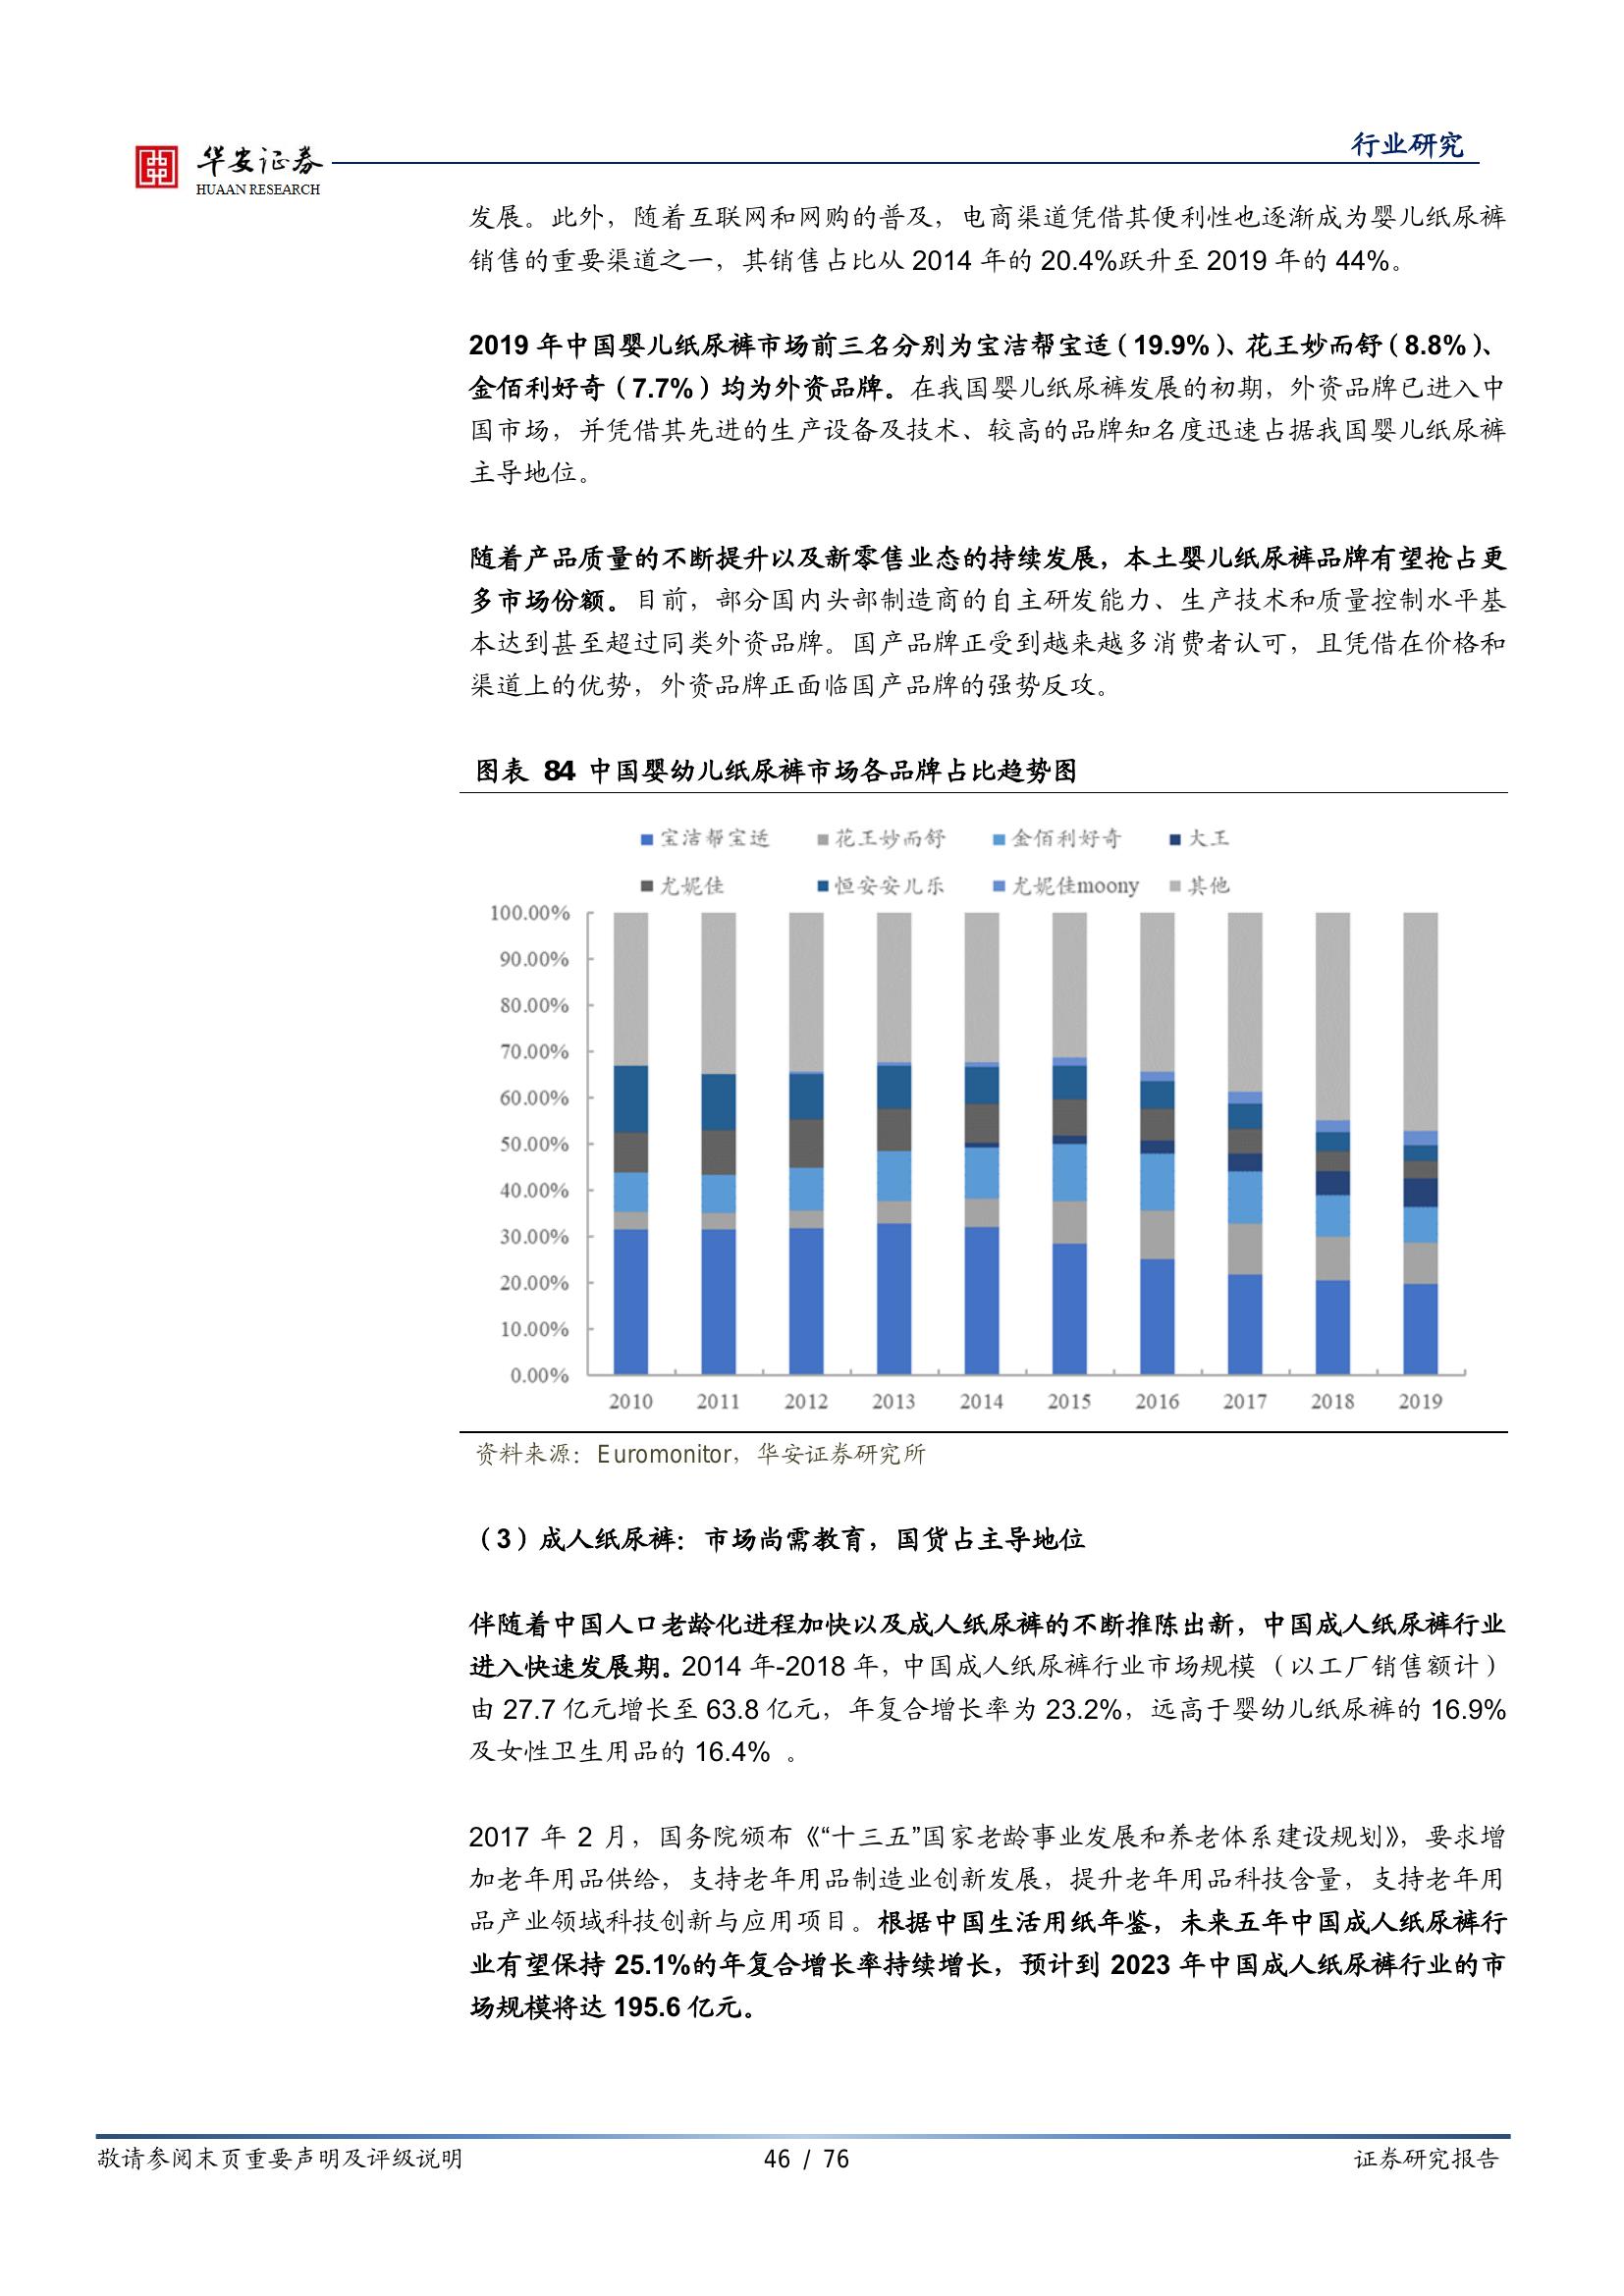 华安证券
HUAAN RESEARCH
行业研究
发展。此外，随着互联网和网购的普及，电商渠道凭借其便利性也逐渐成为婴儿纸尿裤
销售的重要渠道之一，其销售占比从 2014 年的 20.4%跃升至 2019 年的 44%。
2019 年中国婴儿纸尿裤市场前三名分别为宝洁帮宝适（19.9%）、花王妙而舒（8.8%）、
金佰利好奇（7.7%）均为外资品牌。在我国婴儿纸尿裤发展的初期，外资品牌已进入中
国市场，并凭借其先进的生产设备及技术、较高的品牌知名度迅速占据我国婴儿纸尿裤
主导地位。
随着产品质量的不断提升以及新零售业态的持续发展，本土婴儿纸尿裤品牌有望抢占更
多市场份额。目前，部分国内头部制造商的自主研发能力、生产技术和质量控制水平基
本达到甚至超过同类外资品牌。国产品牌正受到越来越多消费者认可，且凭借在价格和
渠道上的优势，外资品牌正面临国产品牌的强势反攻。
图表 84 中国婴幼儿纸尿裤市场各品牌占比趋势图
宝洁帮宝适 花王妙而舒 金佰利好奇 大王
尤妮佳 恒安安儿乐 尤妮佳moony 其他
100.00%
90.00%
80.00%
70.00%
60.00%
50.00%
40.00%
30.00%
20.00%
10.00%
0.00%
2010 2011 2012 2013 2014 2015 2016 2017 2018 2019
资料来源：Euromonitor，华安证券研究所
（3）成人纸尿裤：市场尚需教育，国货占主导地位
伴随着中国人口老龄化进程加快以及成人纸尿裤的不断推陈出新，中国成人纸尿裤行业
进入快速发展期。2014 年-2018 年，中国成人纸尿裤行业市场规模（以工厂销售额计）
由 27.7 亿元增长至 63.8 亿元，年复合增长率为 23.2%，远高于婴幼儿纸尿裤的 16.9%
及女性卫生用品的 16.4% 。
2017 年 2 月，国务院颁布《“十三五”国家老龄事业发展和养老体系建设规划》，要求增
加老年用品供给，支持老年用品制造业创新发展，提升老年用品科技含量，支持老年用
品产业领域科技创新与应用项目。根据中国生活用纸年鉴，未来五年中国成人纸尿裤行
业有望保持 25.1%的年复合增长率持续增长，预计到 2023 年中国成人纸尿裤行业的市
场规模将达 195.6 亿元。
敬请参阅末页重要声明及评级说明
46 / 76
证券研究报告